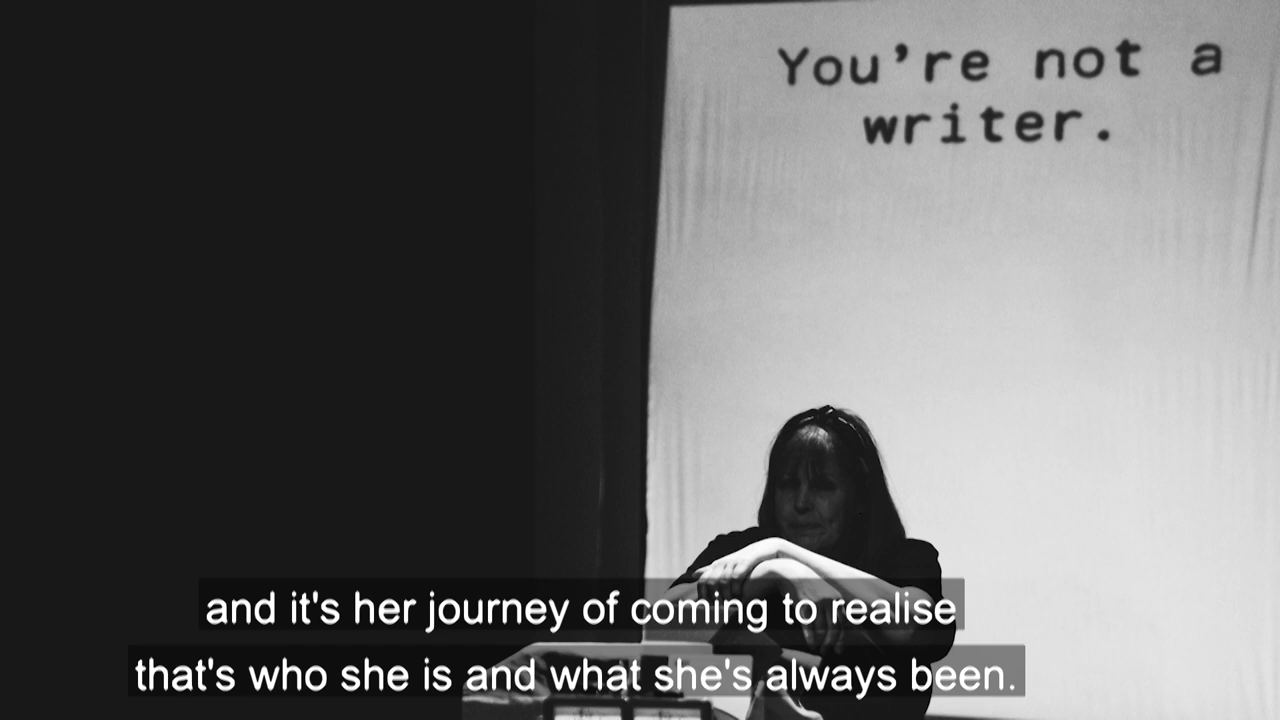 You're not a
writer.
and it's her journey of coming to realise
that's who she is and what she's always been.